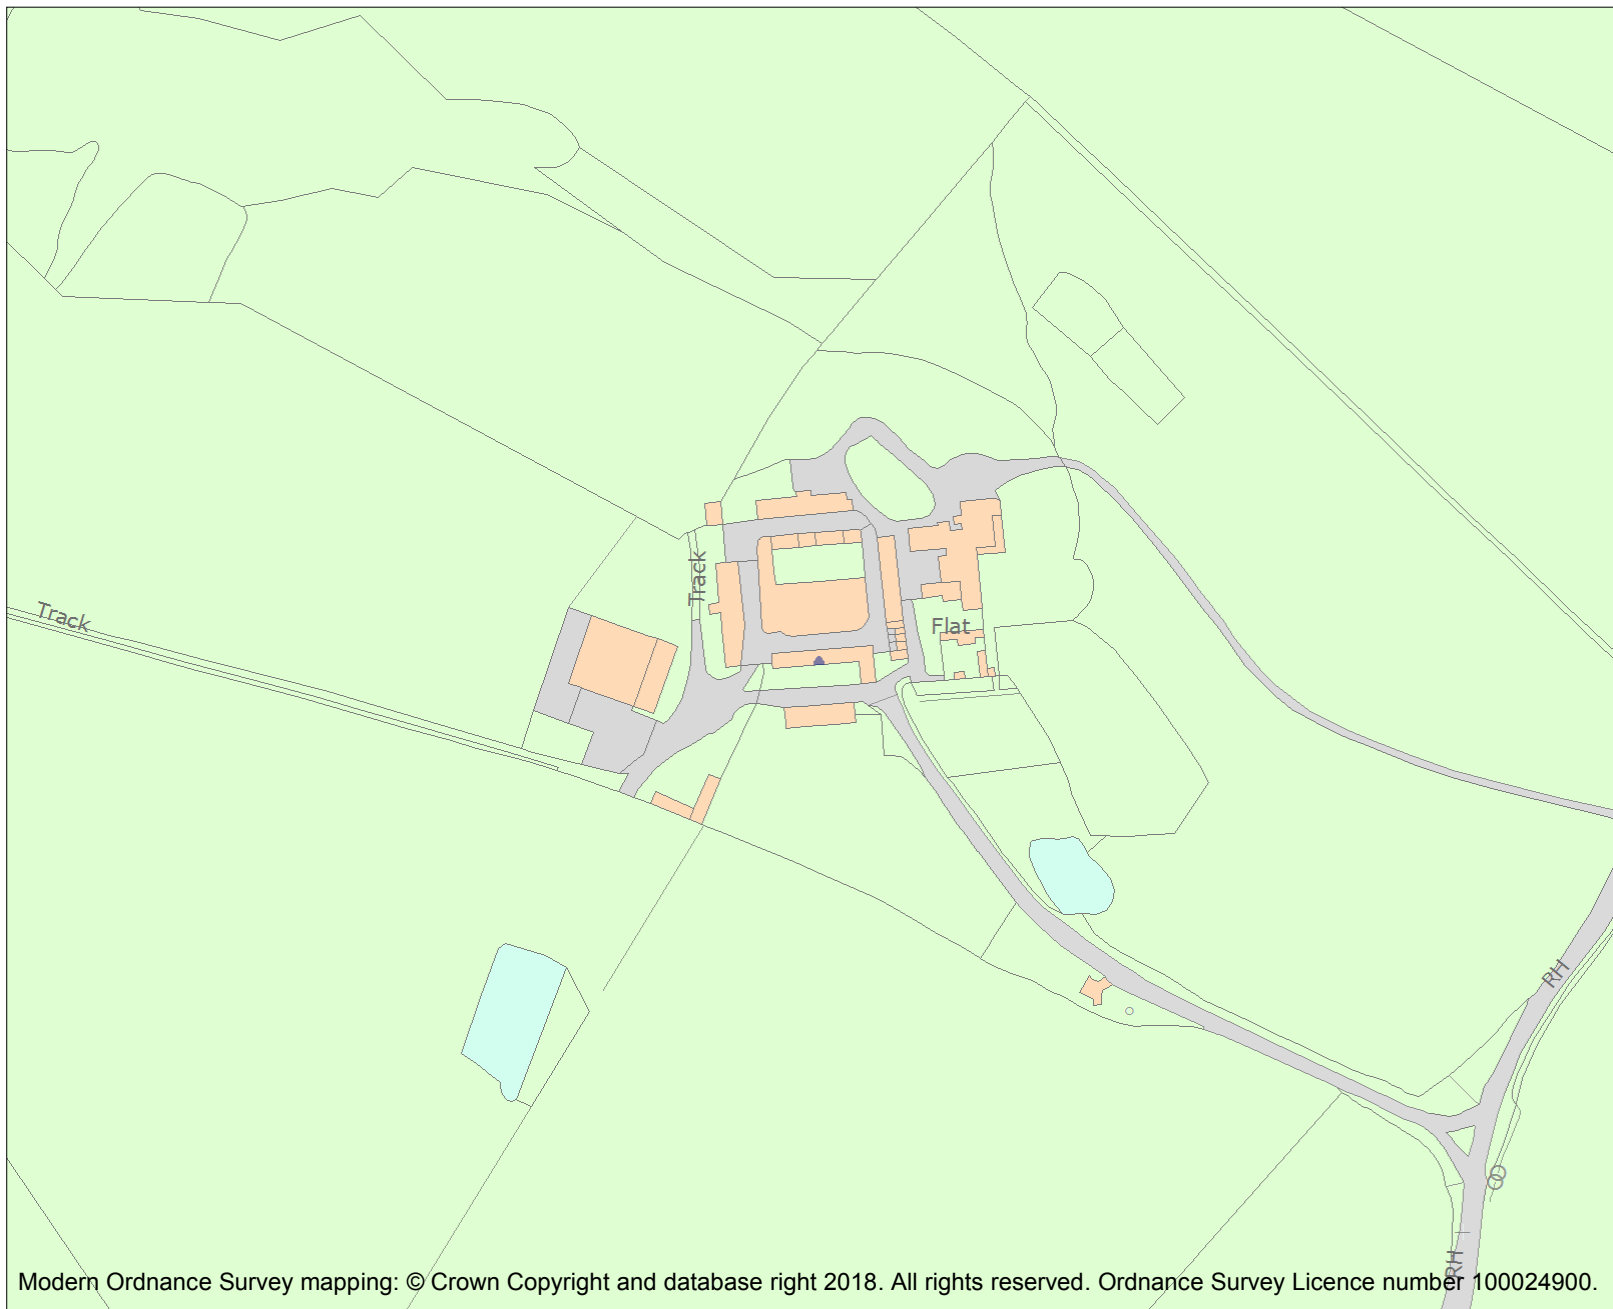 Track
Track
Flat
RH
RH
Modern Ordnance Survey mapping: © Crown Copyright and database right 2018. All rights reserved. Ordnance Survey Licence number 100024900.